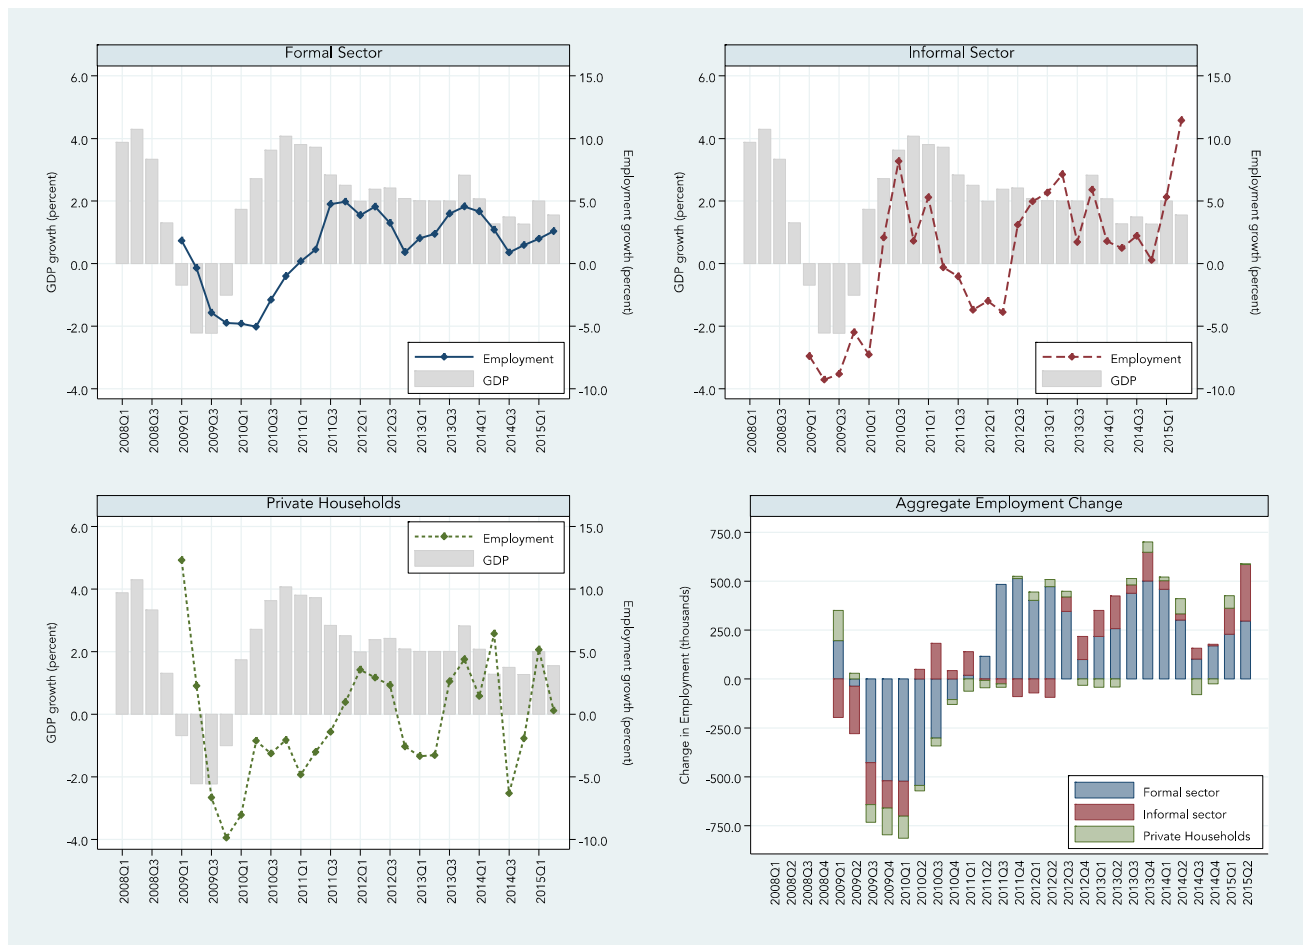 Formal Sector
6.0
4.0
2.0
0.0
-2.0
-4.0
GDP growth (percent)
15.0
10.0
5.0
0.0
-5.0
-10.0
Employment growth (percent)
Employment
GDP
2008Q1
2008Q3
2009Q1
2009Q3
2010Q1
2010Q3
2011Q1
2011Q3
2012Q1
2012Q3
2013Q1
2013Q3
2014Q1
2014Q3
2015Q1
Informal Sector
6.0
4.0
2.0
0.0
-2.0
-4.0
GDP growth (percent)
15.0
10.0
5.0
0.0
-5.0
-10.0
Employment growth (percent)
Employment
GDP
2008Q1
2008Q3
2009Q1
2009Q3
2010Q1
2010Q3
2011Q1
2011Q3
2012Q1
2012Q3
2013Q1
2013Q3
2014Q1
2014Q3
2015Q1
Private Households
6.0
4.0
2.0
0.0
-2.0
-4.0
GDP growth (percent)
15.0
10.0
5.0
0.0
-5.0
-10.0
Employment growth (percent)
Employment
GDP
2008Q1
2008Q3
2009Q1
2009Q3
2010Q1
2010Q3
2011Q1
2011Q3
2012Q1
2012Q3
2013Q1
2013Q3
2014Q1
2014Q3
2015Q1
Aggregate Employment Change
750.0
500.0
250.0
0.0
-250.0
-500.0
-750.0
Change in Employment (thousands)
Formal sector
Informal sector
Private Households
2008Q1
2008Q2
2008Q3
2008Q4
2009Q1
2009Q2
2009Q3
2009Q4
2010Q1
2010Q2
2010Q3
2010Q4
2011Q1
2011Q2
2011Q3
2011Q4
2012Q1
2012Q2
2012Q3
2012Q4
2013Q1
2013Q2
2013Q3
2013Q4
2014Q1
2014Q2
2014Q3
2014Q4
2015Q1
2015Q2